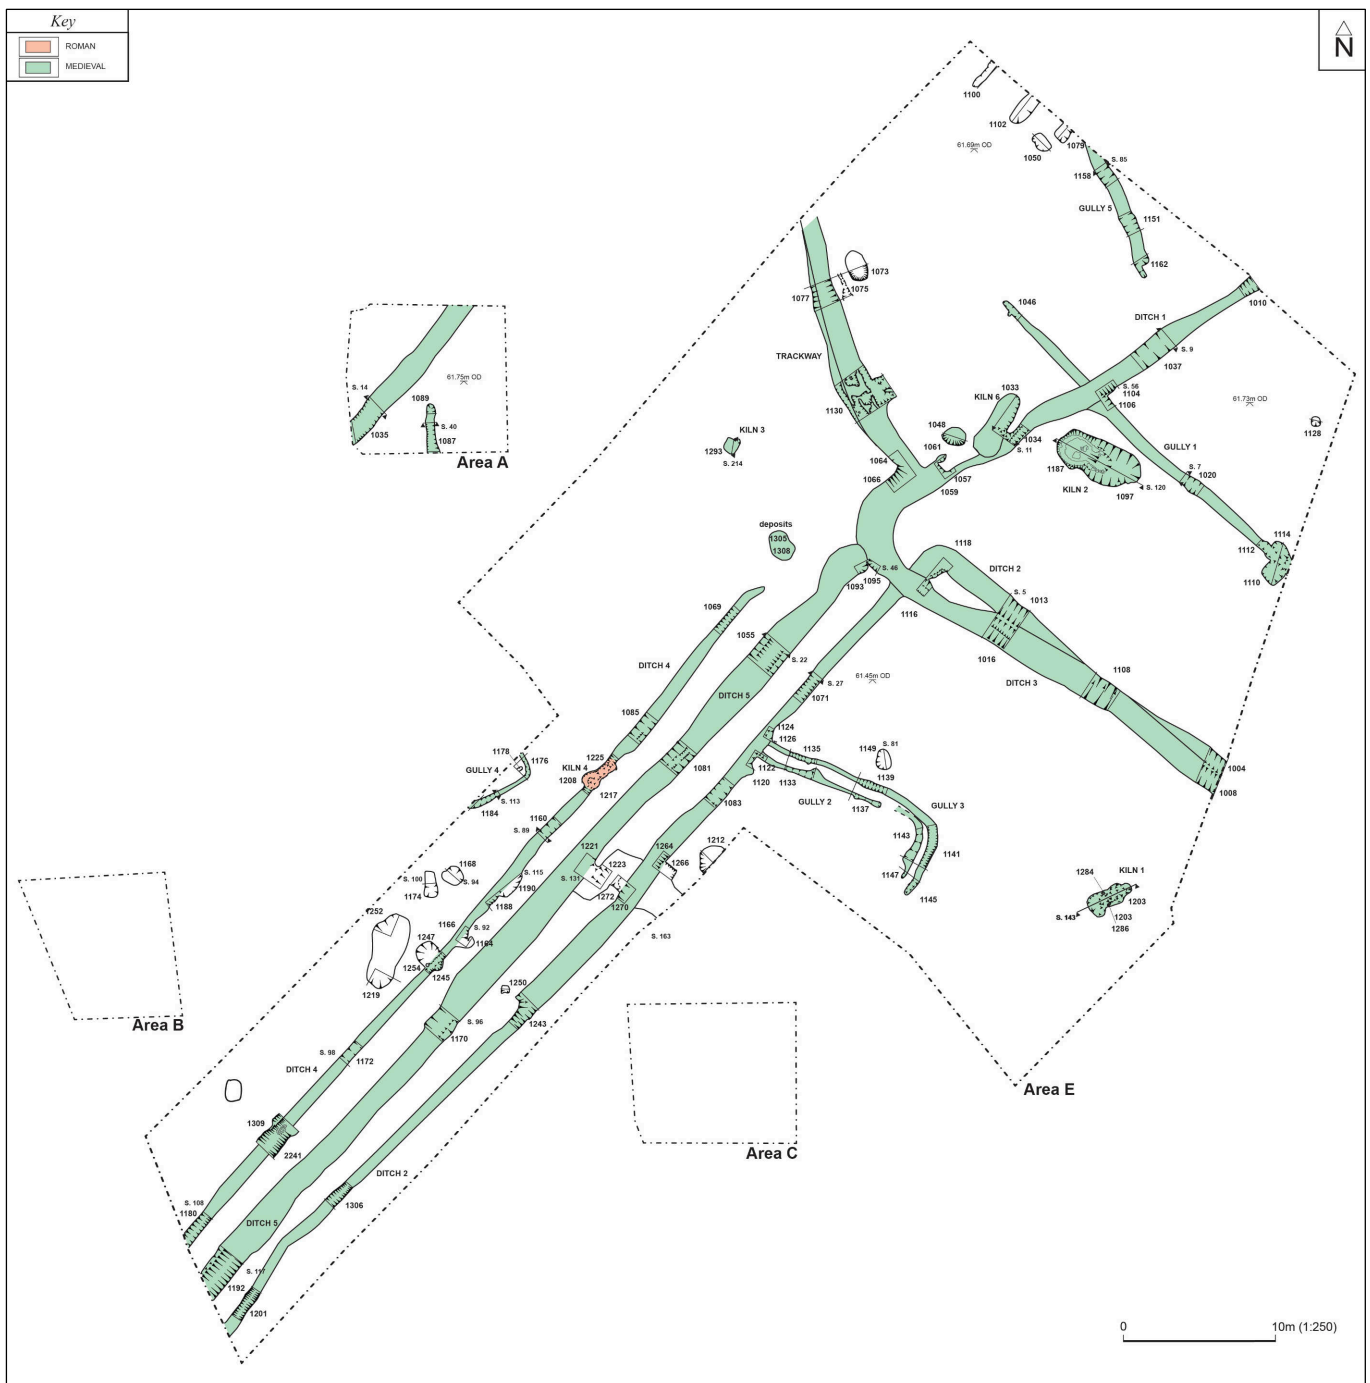 Key
ROMAN
MEDIEVAL
N
1100
1102
61.69m OD
1050
1079
S. 85
1158
GULLY 5
1151
1162
1073
1075
1077
1010
1046
DITCH 1
S. 9
1037
TRACKWAY
1130
1033
KILN 6
S. 56
1104
1106
61.73m OD
1128
S. 14
61.75m OD
1089
S. 40
1035
1087
Area A
KILN 3
1293
S. 214
1048
1061
1034
S. 11
GULLY 1
1064
1066
1057
1059
1187
KILN 2
1097
S. 120
S. 7
1020
deposits
1305
1308
1114
1112
1110
1118
S. 46
1095
1093
DITCH 2
S. 5
1013
1116
1069
1055
S. 22
1016
DITCH 3
1108
DITCH 4
DITCH 5
61.45m OD
S. 27
1071
1085
1124
1126
1135
1149
S. 81
1178
1176
GULLY 4
1225
KILN 4
1208
1217
1081
1122
1120
1133
1139
1004
1008
1184
S. 113
1083
GULLY 2
1137
GULLY 3
1160
S. 89
1143
1141
1221
1223
1264
1266
1212
1147
1145
1168
S. 100
S. 94
1174
S. 115
1190
S. 131
1272
1270
KILN 1
1284
1203
S. 143
1203
1286
1188
1252
1166
S. 92
1164
S. 163
1247
1254
1245
1219
1250
Area B
S. 96
1170
1243
S. 98
1172
DITCH 4
Area E
1309
2241
Area C
DITCH 2
S. 108
1180
1306
DITCH 5
S. 117
1192
1201
0
10m (1:250)